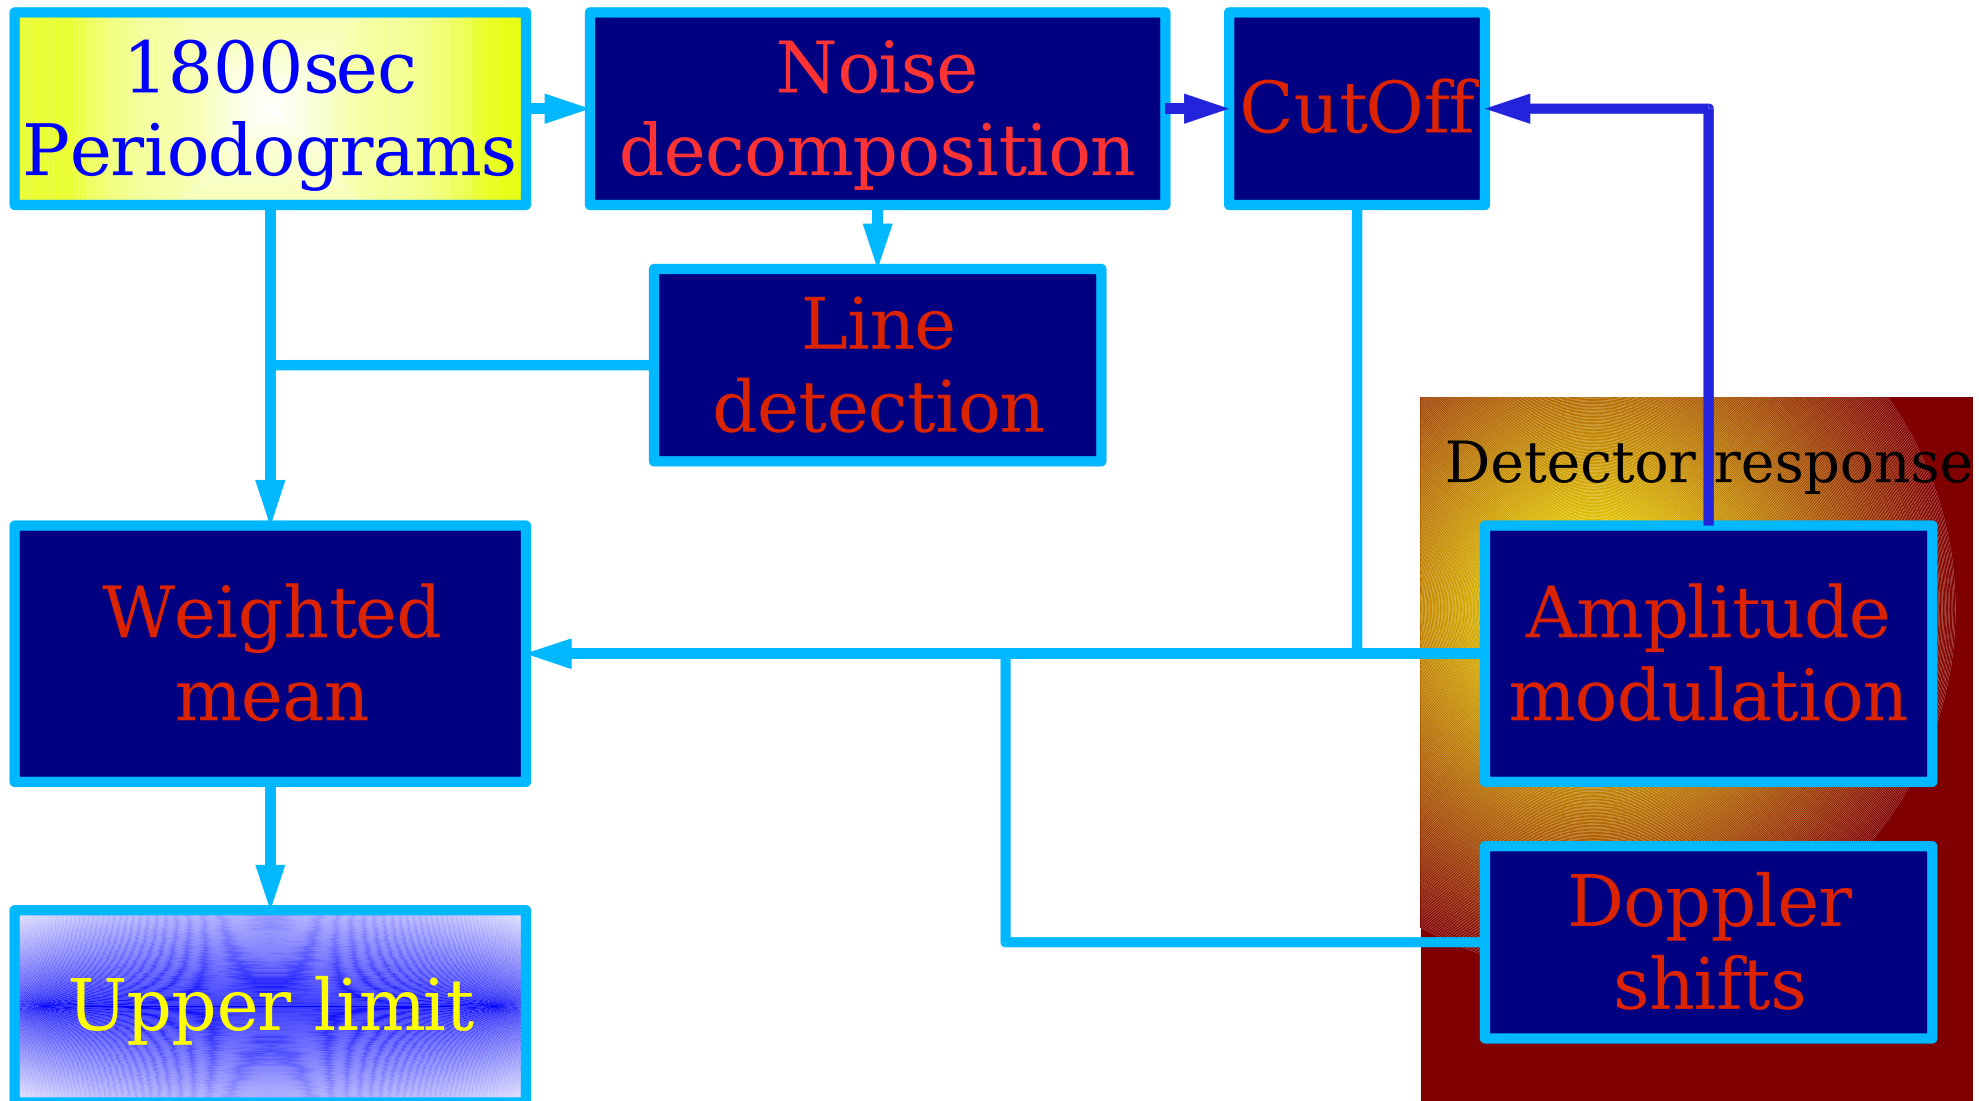 1800sec
Periodograms
Noise
decomposition
CutOff
Line
detection
Detector response
Weighted
mean
Amplitude
modulation
Doppler
shifts
Upper limit